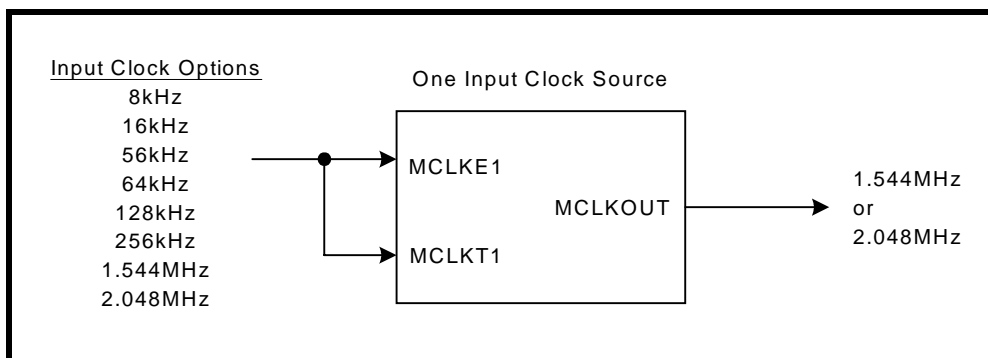 Input Clock Options
8kHz
16kHz
56kHz
64kHz
128kHz
256kHz
1.544MHz
2.048MHz
One Input Clock Source
MCLKE1
MCLKT1
MCLKOUT
1.544MHz
or
2.048MHz